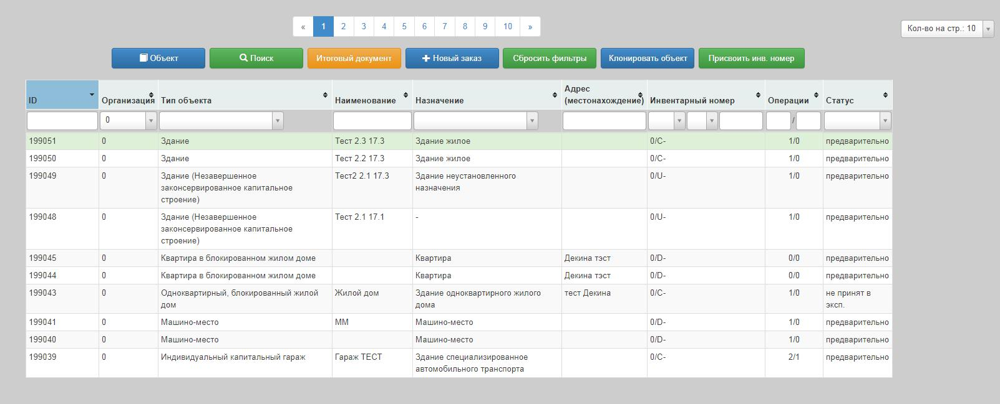 « 1 2 3 4 5 6 7 8 9 10 »
Кол-во на стр.: 10
Объект Поиск Итоговый документ Новый заказ Сбросить фильтры Клонировать объект Присвоить инв. номер
ID Организация Тип объекта Наименование Назначение Адрес (местонахождение) Инвентарный номер Операции Статус
0 /
199051 0 Здание Тест 2.3 17.3 Здание жилое 0/C- 1/0 предварительно
199050 0 Здание Тест 2.2 17.3 Здание жилое 0/C- 1/0 предварительно
199049 0 Здание (Незавершенное Тест2 2.1 17.3 Здание неустановленного 0/U- 1/0 предварительно
законсервированное капитальное назначения
строение)
199048 0 Здание (Незавершенное Тест 2.1 17.1 - 0/U- 1/0 предварительно
законсервированное капитальное
строение)
199045 0 Квартира в блокированном жилом доме Квартира Декина тэст 0/D- 0/0 предварительно
199044 0 Квартира в блокированном жилом доме Квартира Декина тэст 0/D- 0/0 предварительно
199043 0 Одноквартирный, блокированный жилой Жилой дом Здание одноквартирного жилого тест Декина 0/C- 1/0 не принят в
дом дома эксп.
199041 0 Машино-место ММ Машино-место 0/D- 1/0 предварительно
199040 0 Машино-место Машино-место 0/D- 1/0 предварительно
199039 0 Индивидуальный капитальный гараж Гараж ТЕСТ Здание специализированное 0/C- 2/1 предварительно
автомобильного транспорта